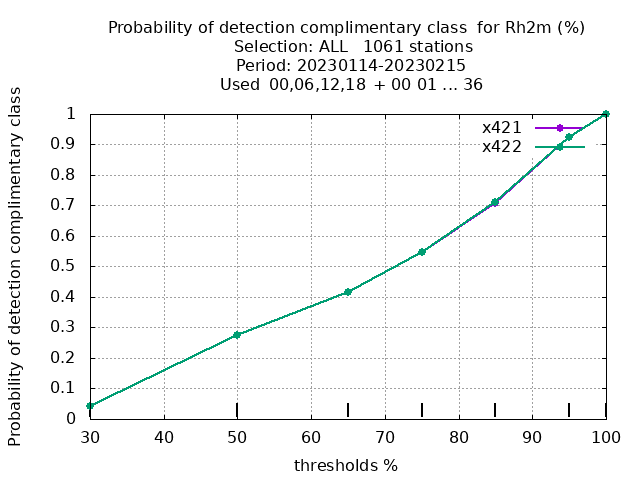 Probability of detection complimentary class  for Rh2m (%)
Selection: ALL   1061 stations
Period: 20230114-20230215
Used  00,06,12,18  + 00 01 ... 36
Probability of detection complimentary class
1
0.9
0.8
0.7
0.6
0.5
0.4
0.3
0.2
0.1
0
x421
x422
30 40 50 60 70 80 90 100
thresholds %